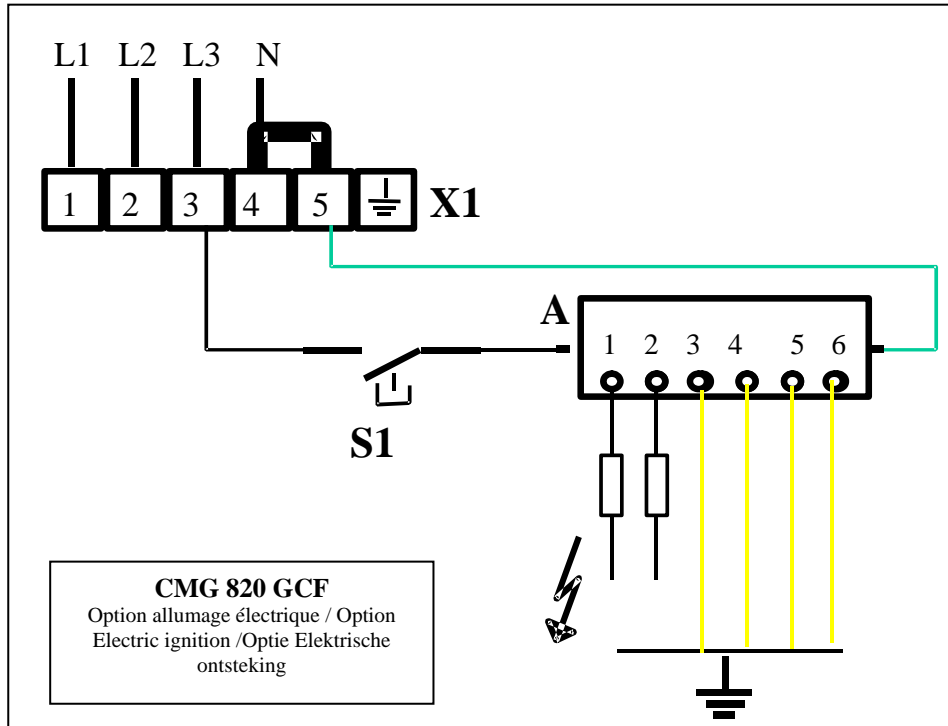 L1 L2 L3 N
1 2 3 4 5 X1
A
1 2 3 4 5 6
S1
CMG 820 GCF
Option allumage électrique / Option
Electric ignition /Optie Elektrische
ontsteking